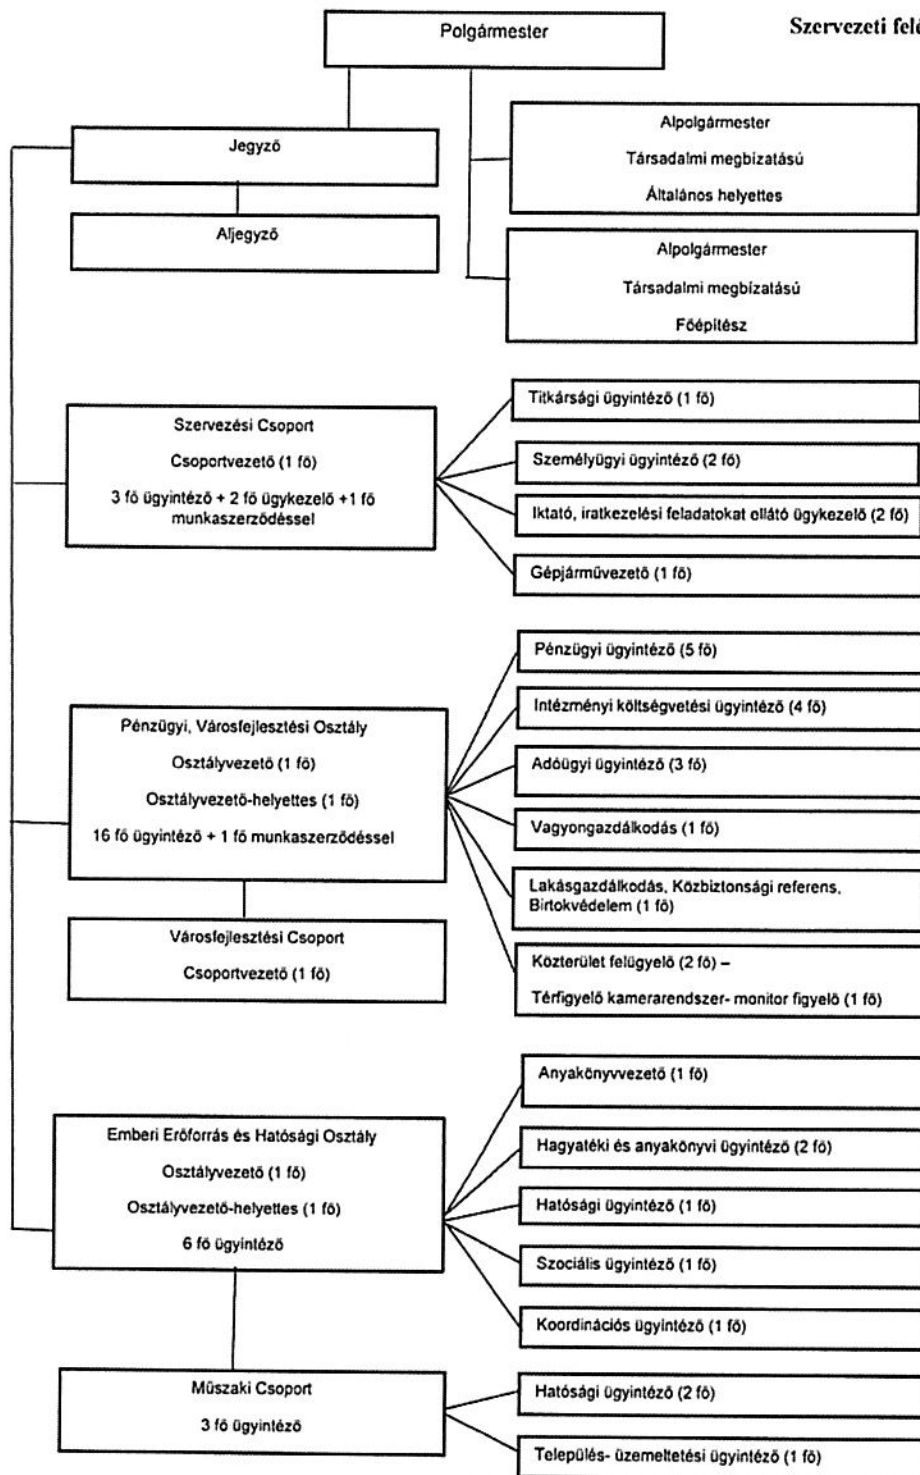 Polgármester
Szervezeti
Jegyző
Aljegyző
Alpolgármester
Társadalmi megbízatású
Általános helyettes
Alpolgármester
Társadalmi megbízatású
Főépítész
Szervezési Csoport
Csoportvezető (1 fő)
3 fő ügyintéző + 2 fő ügykezelő +1 fő
munkaszerződéssel
Titkársági ügyintéző (1 fő)
Személyügyi ügyintéző (2 fő)
Iktató, iratkezelési feladatokat ellátó ügykezelő (2 fő)
Gépjárművezető (1 fő)
Pénzügyi, Városfejlesztési Osztály
Osztályvezető (1 fő)
Osztályvezető-helyettes (1 fő)
16 fő ügyintéző + 1 fő munkaszerződéssel
Városfejlesztési Csoport
Csoportvezető (1 fő)
Pénzügyi ügyintéző (5 fő)
Intézményi költségvetési ügyintéző (4 fő)
Adóügyi ügyintéző (3 fő)
Vagyongazdálkodás (1 fő)
Lakásgazdálkodás, Közbiztonsági referens,
Birtokvédelem (1 fő)
Közterület felügyelő (2 fő) –
Térfigyelő kamerarendszer- monitor figyelő (1 fő)
Emberi Erőforrás és Hatósági Osztály
Osztályvezető (1 fő)
Osztályvezető-helyettes (1 fő)
6 fő ügyintéző
Anyakönyvvezető (1 fő)
Hagyatéki és anyakönyvi ügyintéző (2 fő)
Hatósági ügyintéző (1 fő)
Szociális ügyintéző (1 fő)
Koordinációs ügyintéző (1 fő)
Műszaki Csoport
3 fő ügyintéző
Hatósági ügyintéző (2 fő)
Település- üzemeltetési ügyintéző (1 fő)